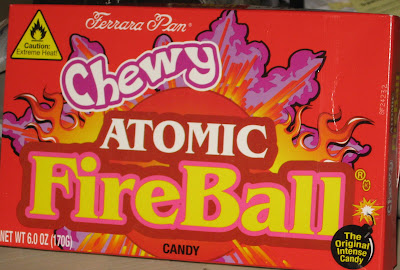 Ferrara Pan®
Caution:
Extreme Heat!
Chewy
ATOMIC
FireBall®
The
Original
Intense
Candy
NET WT 6.0 OZ (170G)
CANDY